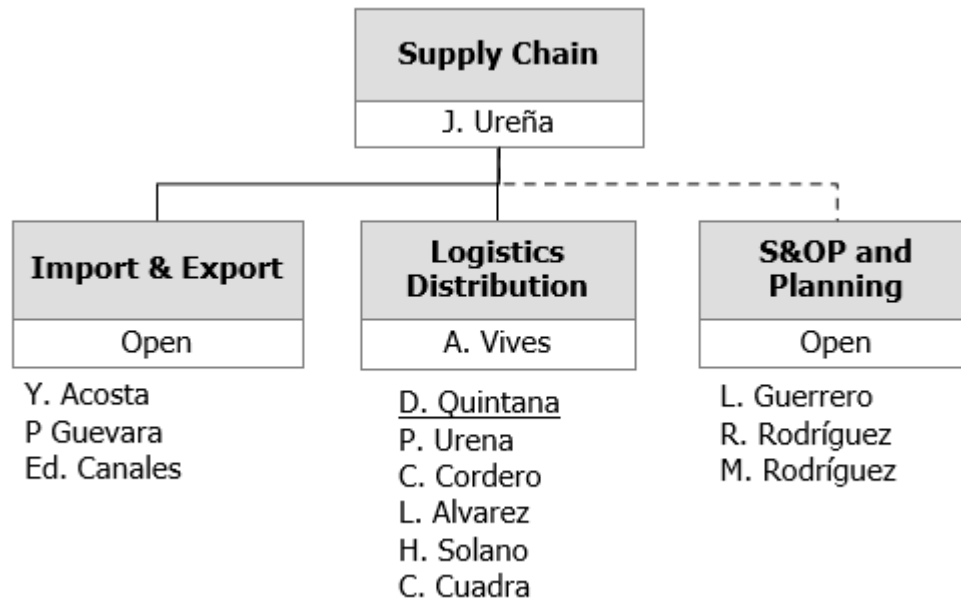 Supply Chain
J. Ureña
Import & Export
Open
Y. Acosta
P Guevara
Ed. Canales
Logistics
Distribution
A. Vives
D. Quintana
P. Urena
C. Cordero
L. Alvarez
H. Solano
C. Cuadra
S&OP and
Planning
Open
L. Guerrero
R. Rodríguez
M. Rodríguez